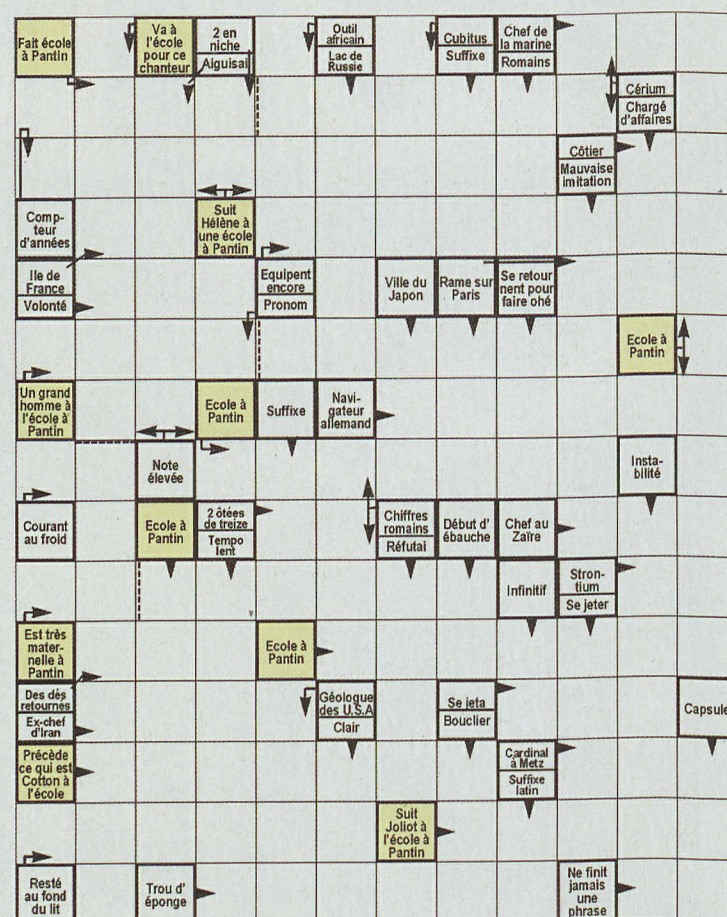 Fait école
à Pantin
Va à
l'école
pour ce
chanteur
2 en
niche
Aiguisai
Outil
africain
Lac de
Russie
Cubitus
Suffixe
Chef de
la marine
Romains
Cérium
Chargé
d'affaires
Côtier
Mauvaise
imitation
Comp-
teur
d'années
Suit
Hélène à
une école
à Pantin
Ile de
France
Volonté
Equipent
encore
Pronom
Ville du
Japon
Rame sur
Paris
Se retour
nent pour
faire ohé
Ecole à
Pantin
Un grand
homme à
l'école à
Pantin
Ecole à
Pantin
Suffixe
Navi-
gateur
allemand
Note
élevée
Insta-
bilité
Courant
au froid
Ecole à
Pantin
2 ôtées
de treize
Tempo
lent
Chiffres
romains
Réfutai
Début d'
ébauche
Chef au
Zaïre
Infinitif
Stron-
tium
Se jeter
Est très
mater-
nelle à
Pantin
Ecole à
Pantin
Des dés
retournés
Ex-chef
d'Iran
Géologue
des U.S.A
Clair
Se jeta
Bouclier
Capsule
Précède
ce qui est
Cotton à
l'école
Cardinal
à Metz
Suffixe
latin
Suit
Joliot à
l'école à
Pantin
Resté
au fond
du lit
Trou d'
éponge
Ne finit
jamais
une
phrase